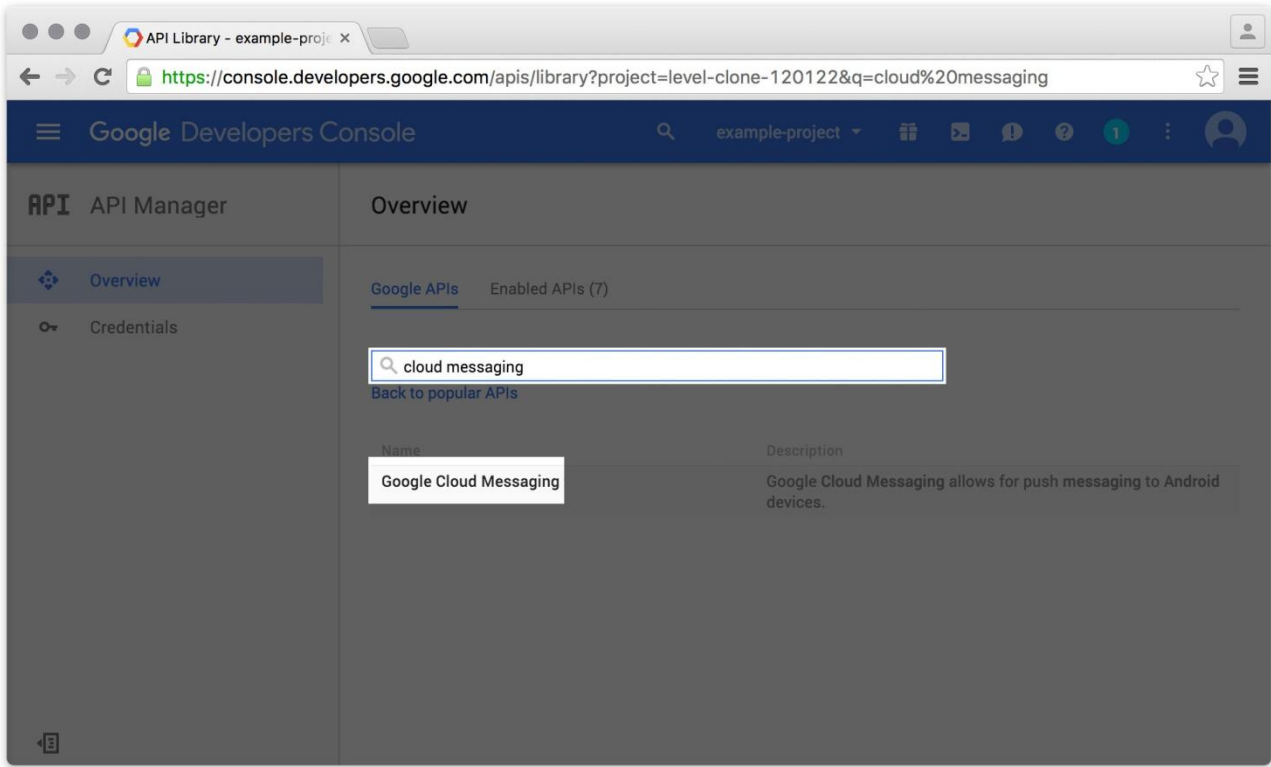 API Library - example-proje
https://console.developers.google.com/apis/library?project=level-clone-120122&q=cloud%20messaging
Google Developers Console
example-project
1
API API Manager
Overview
Overview
Credentials
Google APIs
Enabled APIs (7)
cloud messaging
Back to popular APIs
Name
Description
Google Cloud Messaging
Google Cloud Messaging allows for push messaging to Android
devices.